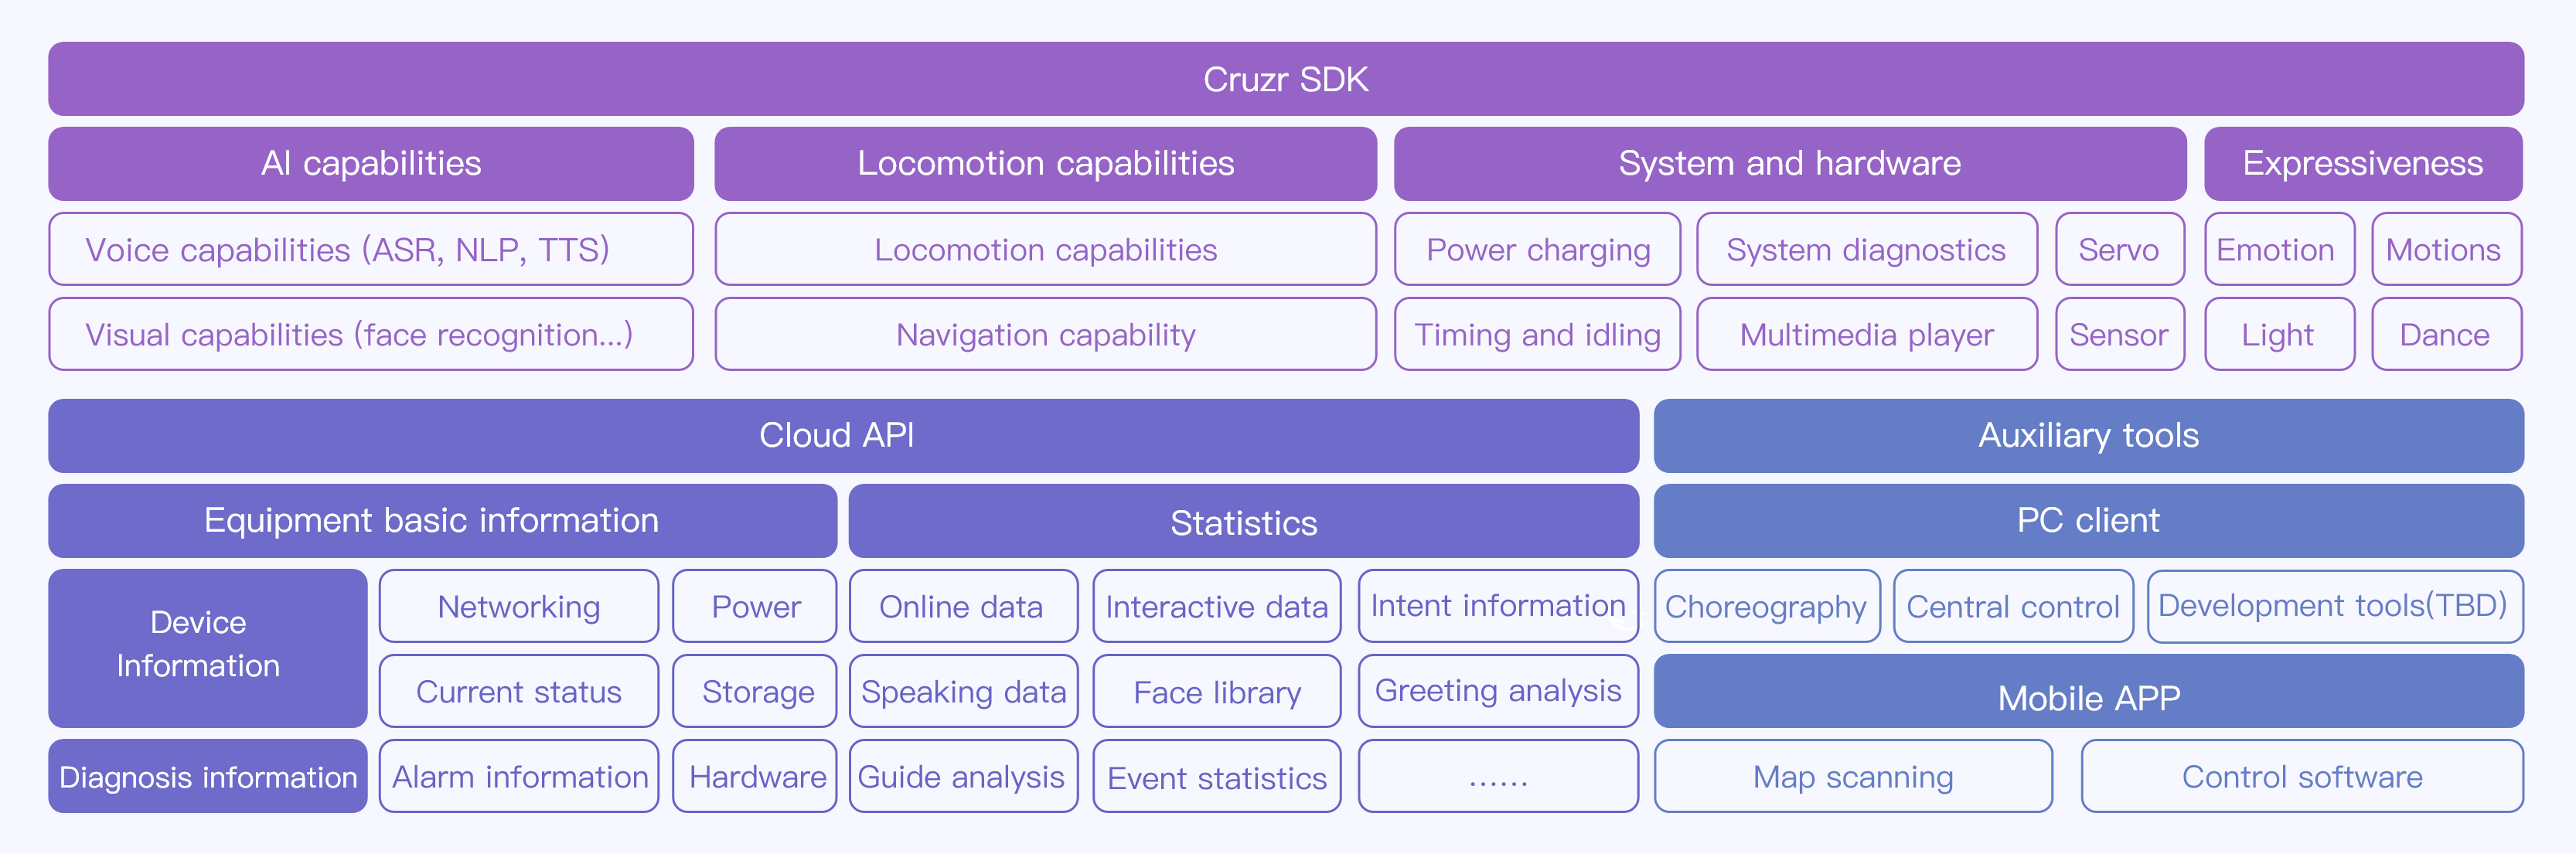 Cruzr SDK
AI capabilities
Locomotion capabilities
System and hardware
Expressiveness
Voice capabilities (ASR, NLP, TTS)
Locomotion capabilities
Power charging
System diagnostics
Servo
Emotion
Motions
Visual capabilities (face recognition...)
Navigation capability
Timing and idling
Multimedia player
Sensor
Light
Dance
Cloud API
Auxiliary tools
Equipment basic information
Statistics
PC client
Device
Information
Networking
Power
Online data
Interactive data
Intent information
Choreography
Central control
Development tools(TBD)
Current status
Storage
Speaking data
Face library
Greeting analysis
Mobile APP
Diagnosis information
Alarm information
Hardware
Guide analysis
Event statistics
......
Map scanning
Control software